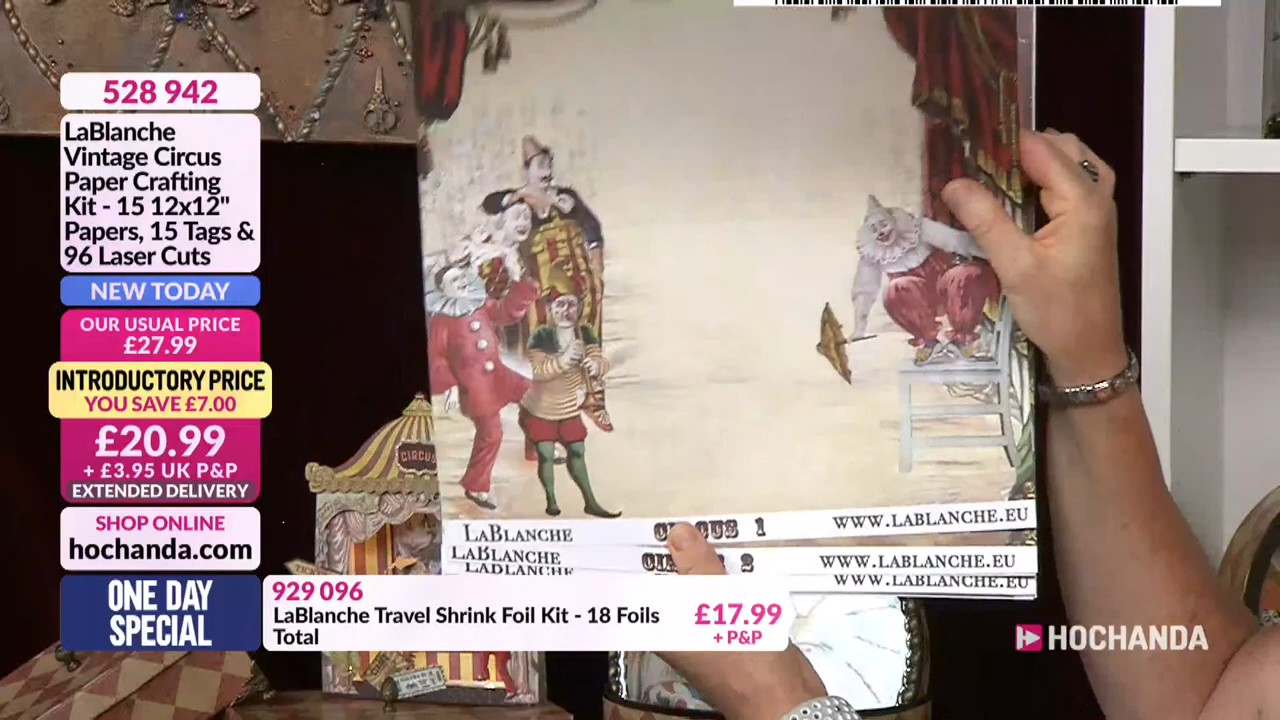 528 942
LaBlanche
Vintage Circus
Paper Crafting
Kit - 15 12x12"
Papers, 15 Tags &
96 Laser Cuts
NEW TODAY
OUR USUAL PRICE
£27.99
INTRODUCTORY PRICE
YOU SAVE £7.00
£20.99
+ £3.95 UK P&P
EXTENDED DELIVERY
SHOP ONLINE
hochanda.com
ONE DAY
SPECIAL
929 096
LaBlanche Travel Shrink Foil Kit - 18 Foils
Total
£17.99
+ P&P
CIRCUS
LABLANCHE 1 WWW.LABLANCHE.EU
LABLANCHE 2 WWW.LABLANCHE.EU
LABLANCHE WWW.LABLANCHE.EU
HOCHANDA